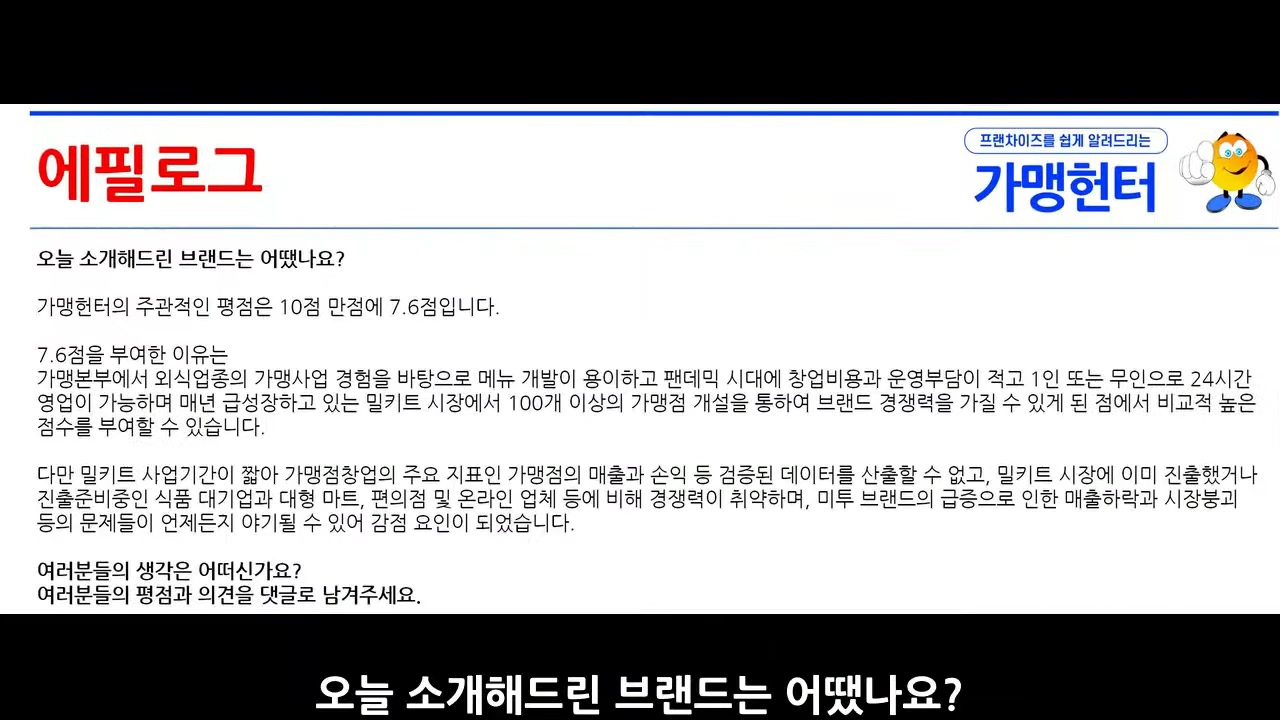 에필로그
프랜차이즈를 쉽게 알려드리는
가맹헌터
오늘 소개해드린 브랜드는 어땠나요?
가맹헌터의 주관적인 평점은 10점 만점에 7.6점입니다.
7.6점을 부여한 이유는
가맹본부에서 외식업종의 가맹사업 경험을 바탕으로 메뉴 개발이 용이하고 팬데믹 시대에 창업비용과 운영부담이 적고 1인 또는 무인으로 24시간
영업이 가능하며 매년 급성장하고 있는 밀키트 시장에서 100개 이상의 가맹점 개설을 통하여 브랜드 경쟁력을 가질 수 있게 된 점에서 비교적 높은
점수를 부여할 수 있습니다.
다만 밀키트 사업기간이 짧아 가맹점창업의 주요 지표인 가맹점의 매출과 손익 등 검증된 데이터를 산출할 수 없고, 밀키트 시장에 이미 진출했거나
진출준비중인 식품 대기업과 대형 마트, 편의점 및 온라인 업체 등에 비해 경쟁력이 취약하며, 미투 브랜드의 급증으로 인한 매출하락과 시장붕괴
등의 문제들이 언제든지 야기될 수 있어 감점 요인이 되었습니다.
여러분들의 생각은 어떠신가요?
여러분들의 평점과 의견을 댓글로 남겨주세요.
오늘 소개해드린 브랜드는 어땠나요?